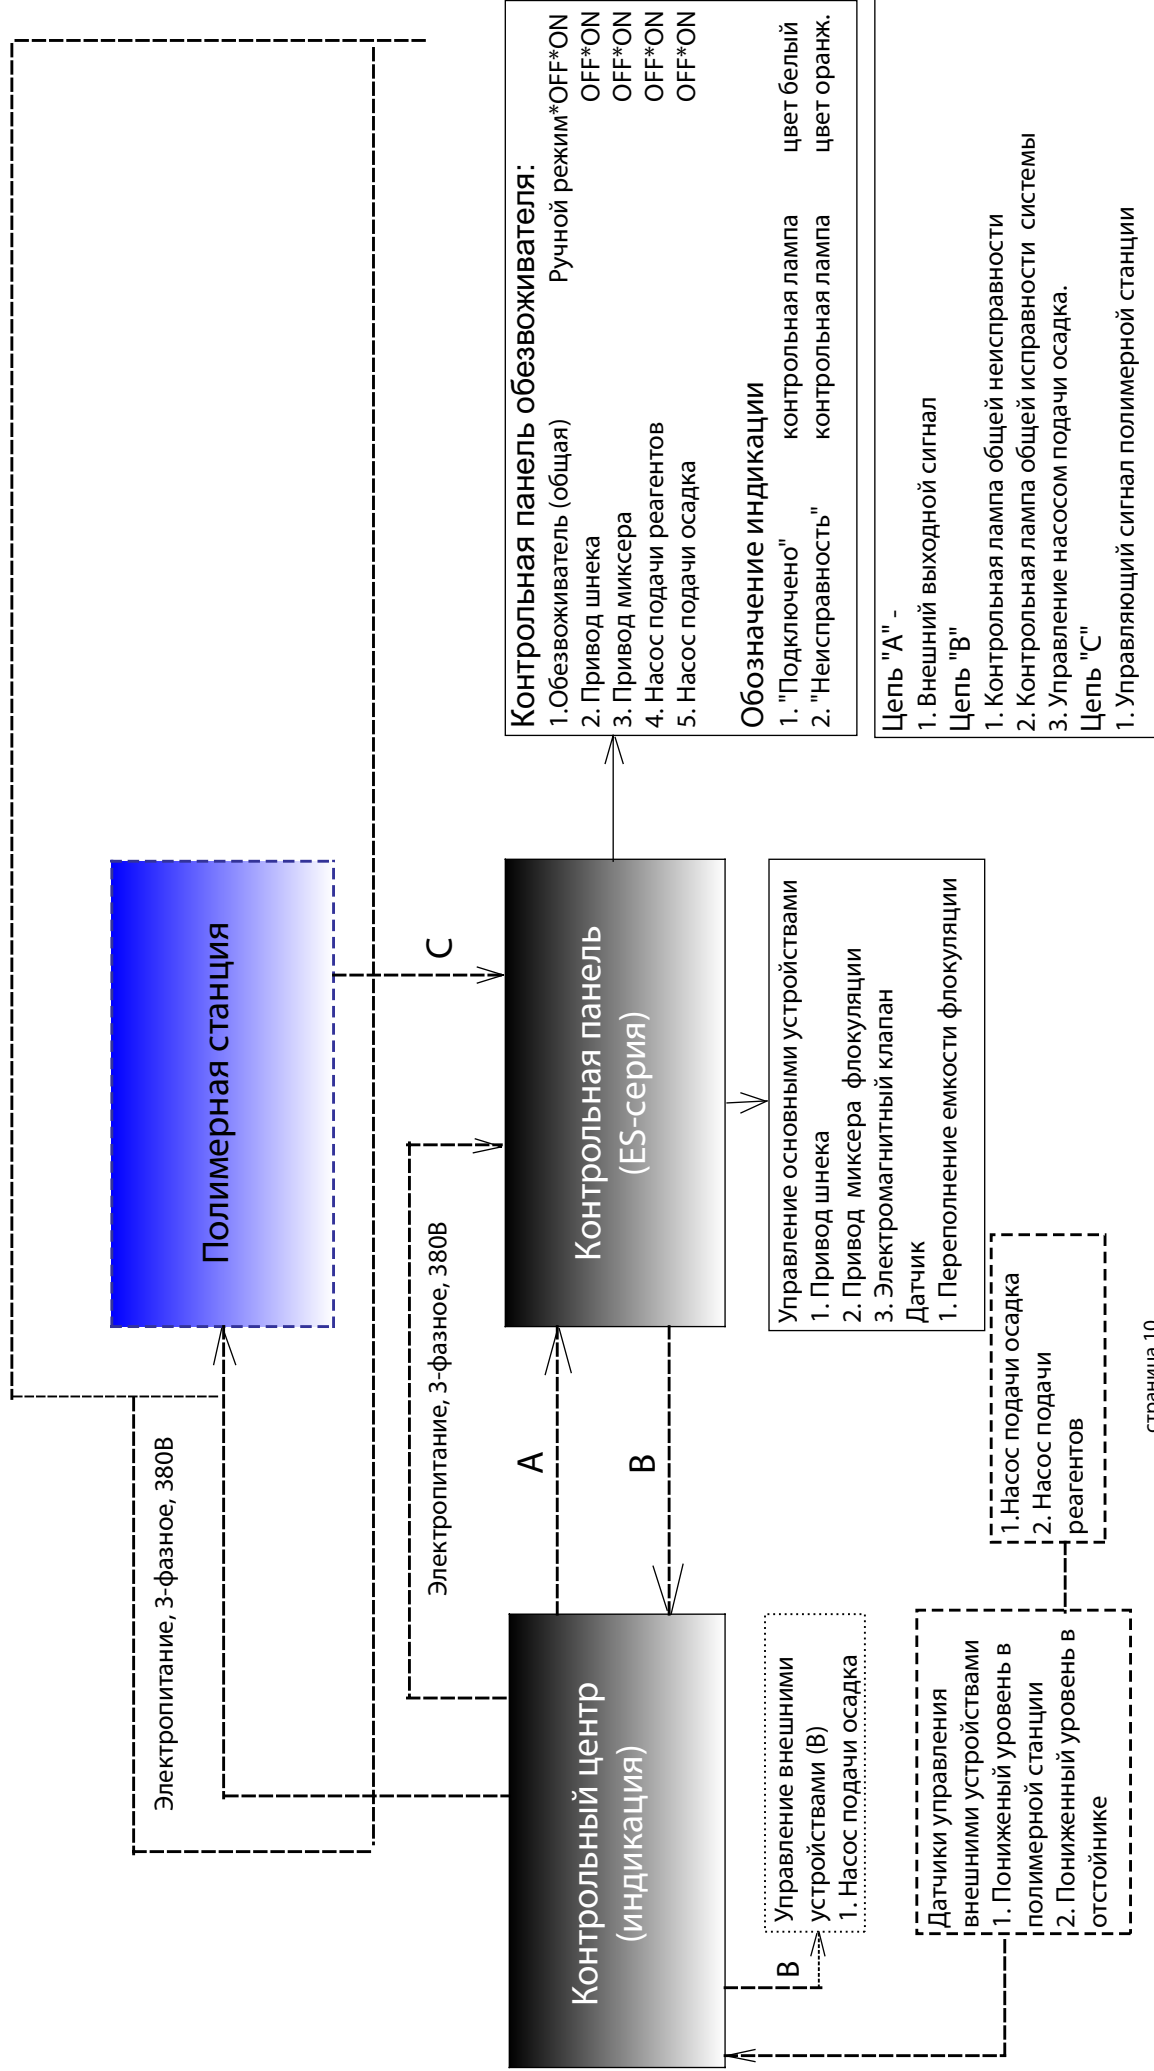 Электропитание, 3-фазное, 380В
Полимерная станция
Электропитание, 3-фазное, 380В
C
Контрольный центр
(индикация)
A
B
Контрольная панель
(ES-серия)
Контрольная панель обезвоживателя:
1.Обезвоживатель (общая) Ручной режим*OFF*ON
2. Привод шнека OFF*ON
3. Привод миксера OFF*ON
4. Насос подачи реагентов OFF*ON
5. Насос подачи осадка OFF*ON
Обозначение индикации
1. "Подключено" контрольная лампа цвет белый
2. "Неисправность" контрольная лампа цвет оранж.
B
Управление внешними
устройствами (B)
1. Насос подачи осадка
Управление основными устройствами
1. Привод шнека
2. Привод миксера флокуляции
3. Электромагнитный клапан
Датчик
1. Переполнение емкости флокуляции
Цепь "A" -
1. Внешний выходной сигнал
Цепь "B"
1. Контрольная лампа общей неисправности
2. Контрольная лампа общей исправности системы
3. Управление насосом подачи осадка.
Цепь "C"
1. Управляющий сигнал полимерной станции
Датчики управления
внешними устройствами
1. Пониженый уровень в
полимерной станции
2. Пониженный уровень в
отстойнике
1.Насос подачи осадка
2. Насос подачи
реагентов
страница 10